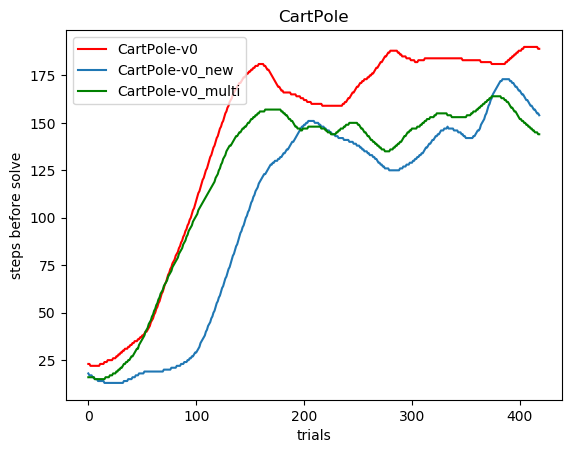 CartPole
CartPole-v0
CartPole-v0_new
CartPole-v0_multi
175
150
125
100
75
50
25
steps before solve
0 100 200 300 400
trials